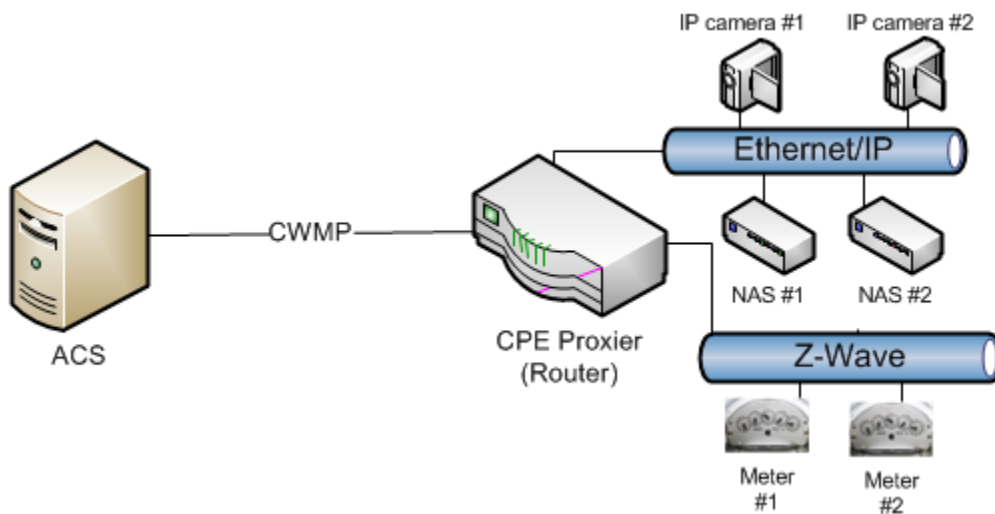 IP camera #1
IP camera #2
Ethernet/IP
CWMP
NAS #1
NAS #2
ACS
CPE Proxier
(Router)
Z-Wave
Meter
#1
Meter
#2